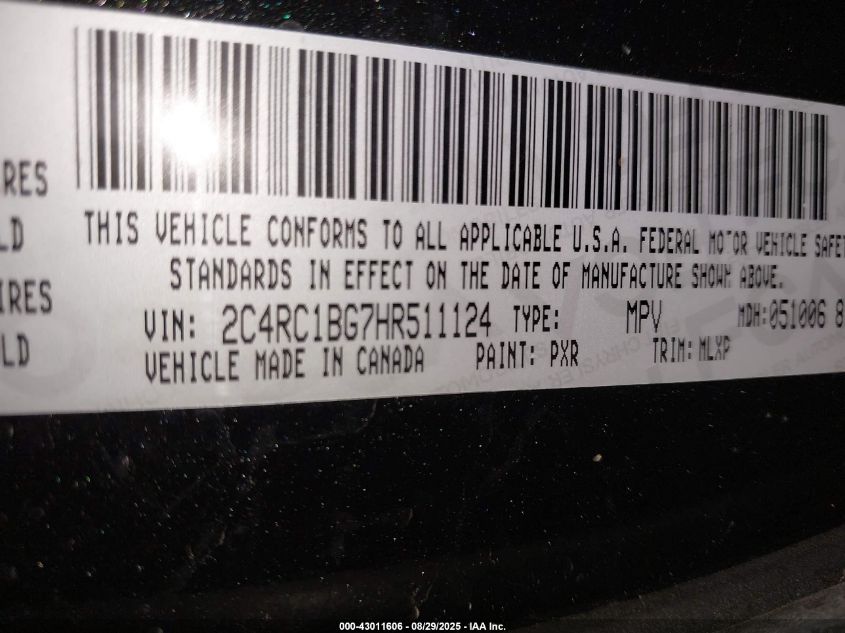 RES
LD
IRES
LD
THIS VEHICLE CONFORMS TO ALL APPLICABLE U.S.A. FEDERAL MOTOR VEHICLE SAFET
STANDARDS IN EFFECT ON THE DATE OF MANUFACTURE SHOWN ABOVE.
VIN: 2C4RC1BG7HR511124 TYPE: MPV MDH:051006 8
VEHICLE MADE IN CANADA PAINT: PXR TRIM: MLXP
000-43011606 - 08/29/2025 - IAA Inc.